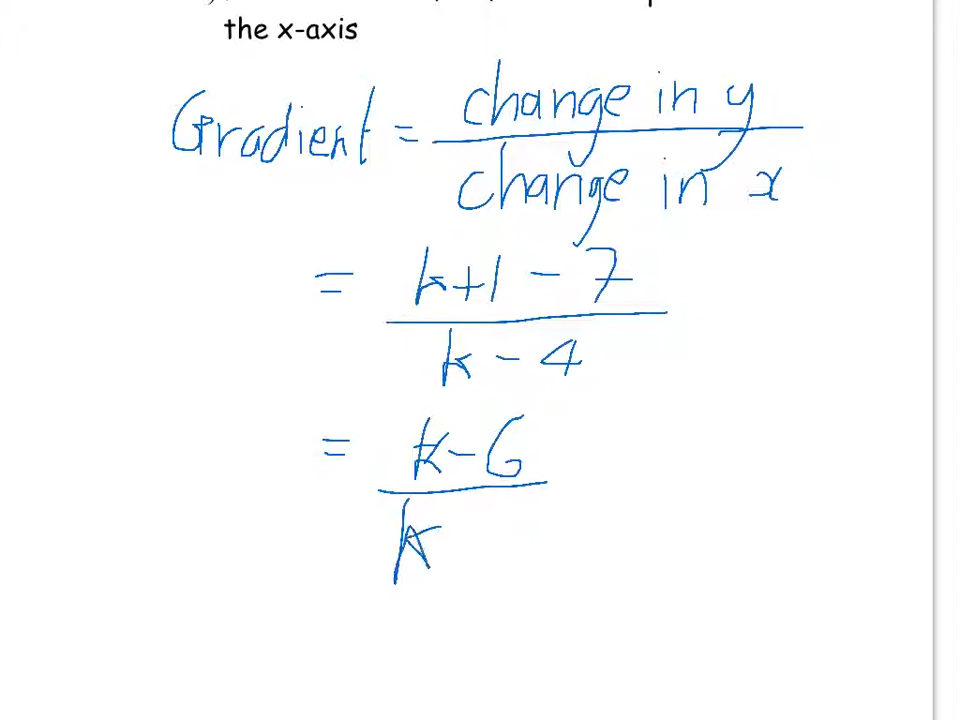 the x-axis
change in y
Gradient =
change in x
k+1 - 7
=
k - 4
k - 6
=
k